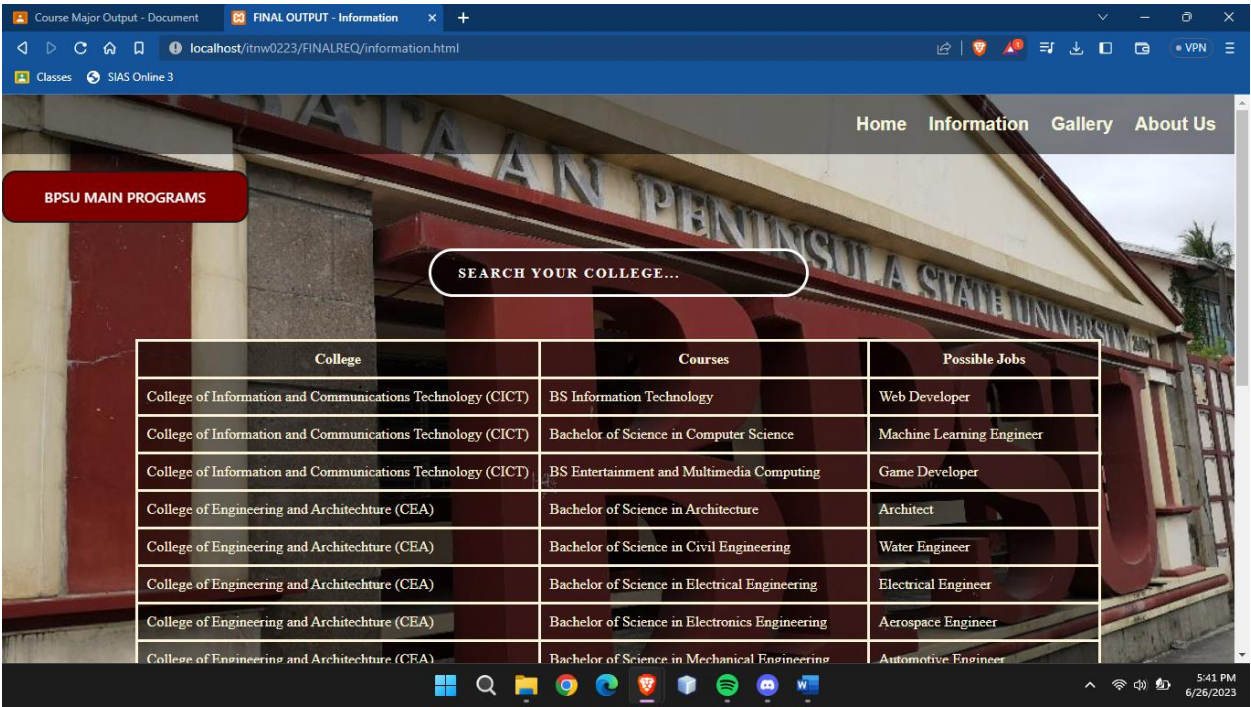 Course Major Output - Document
FINAL OUTPUT - Information
localhost/itnw0223/FINALREQ/information.html
VPN
Classes
SIAS Online 3
Home Information Gallery About Us
BATAAN PENINSULA STATE UNIVERSITY
BPSU
BPSU MAIN PROGRAMS
SEARCH YOUR COLLEGE...
College Courses Possible Jobs
College of Information and Communications Technology (CICT) BS Information Technology Web Developer
College of Information and Communications Technology (CICT) Bachelor of Science in Computer Science Machine Learning Engineer
College of Information and Communications Technology (CICT) BS Entertainment and Multimedia Computing Game Developer
College of Engineering and Architechture (CEA) Bachelor of Science in Architecture Architect
College of Engineering and Architechture (CEA) Bachelor of Science in Civil Engineering Water Engineer
College of Engineering and Architechture (CEA) Bachelor of Science in Electrical Engineering Electrical Engineer
College of Engineering and Architechture (CEA) Bachelor of Science in Electronics Engineering Aerospace Engineer
College of Engineering and Architechture (CEA) Bachelor of Science in Mechanical Engineering Automotive Engineer
5:41 PM
6/26/2023